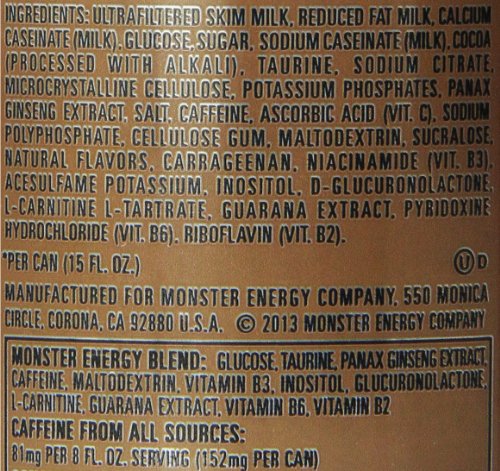 INGREDIENTS: ULTRAFILTERED SKIM MILK, REDUCED FAT MILK, CALCIUM
CASEINATE (MILK), GLUCOSE, SUGAR, SODIUM CASEINATE (MILK), COCOA
(PROCESSED WITH ALKALI), TAURINE, SODIUM CITRATE,
MICROCRYSTALLINE CELLULOSE, POTASSIUM PHOSPHATES, PANAX
GINSENG EXTRACT, SALT, CAFFEINE, ASCORBIC ACID (VIT. C), SODIUM
POLYPHOSPHATE, CELLULOSE GUM, MALTODEXTRIN, SUCRALOSE,
NATURAL FLAVORS, CARRAGEENAN, NIACINAMIDE (VIT. B3),
ACESULFAME POTASSIUM, INOSITOL, D-GLUCURONOLACTONE,
L-CARNITINE L-TARTRATE, GUARANA EXTRACT, PYRIDOXINE
HYDROCHLORIDE (VIT. B6), RIBOFLAVIN (VIT. B2).
*PER CAN (15 FL. OZ.)
Ⓤ D
MANUFACTURED FOR MONSTER ENERGY COMPANY, 550 MONICA
CIRCLE, CORONA, CA 92880 U.S.A. © 2013 MONSTER ENERGY COMPANY
MONSTER ENERGY BLEND: GLUCOSE, TAURINE, PANAX GINSENG EXTRACT,
CAFFEINE, MALTODEXTRIN, VITAMIN B3, INOSITOL, GLUCURONOLACTONE,
L-CARNITINE, GUARANA EXTRACT, VITAMIN B6, VITAMIN B2
CAFFEINE FROM ALL SOURCES:
81mg PER 8 FL. OZ. SERVING (152mg PER CAN)